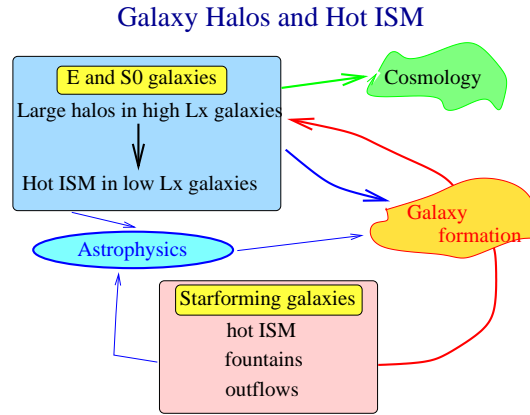 Galaxy Halos and Hot ISM
E and S0 galaxies
Large halos in high Lx galaxies
Hot ISM in low Lx galaxies
Cosmology
Galaxy
formation
Astrophysics
Starforming galaxies
hot ISM
fountains
outflows